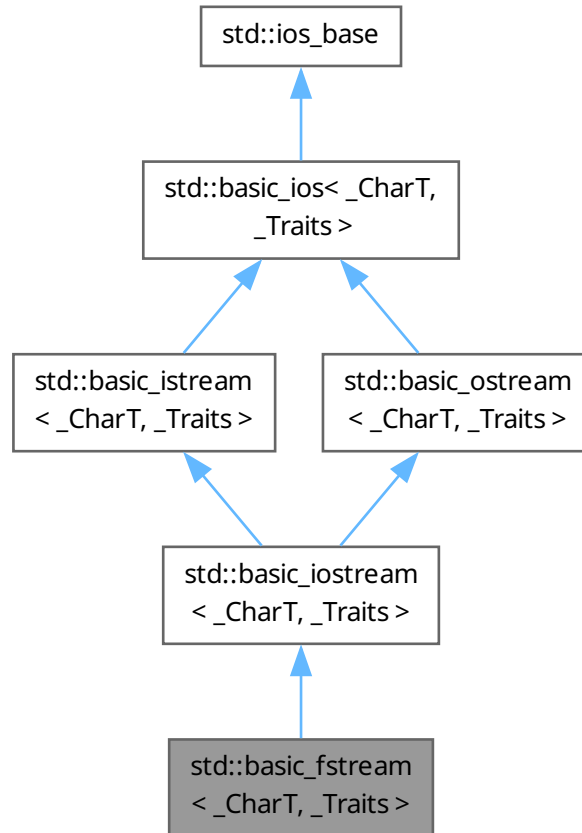 std::ios_base
std::basic_ios< _CharT,
_Traits >
std::basic_istream
< _CharT, _Traits >
std::basic_ostream
< _CharT, _Traits >
std::basic_iostream
< _CharT, _Traits >
std::basic_fstream
< _CharT, _Traits >